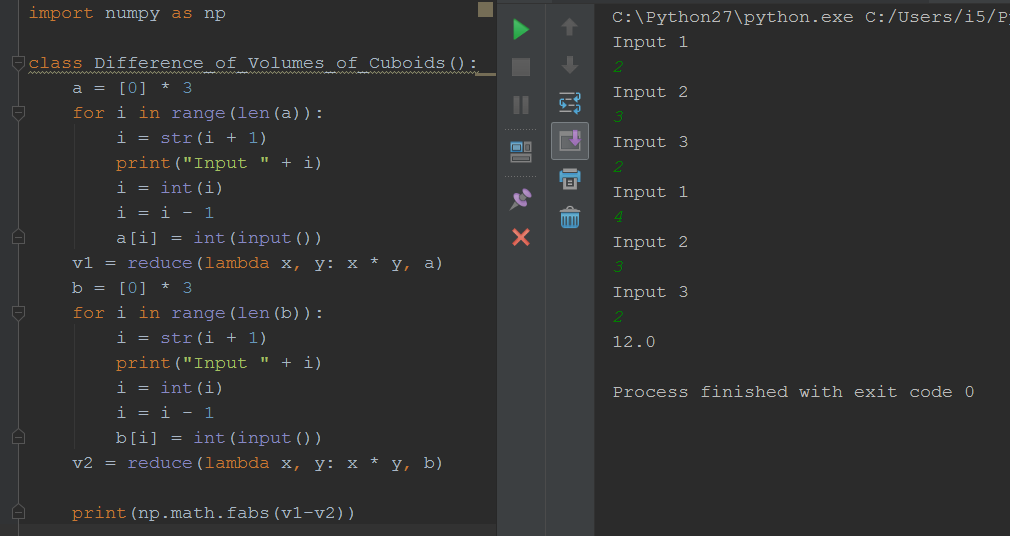 import numpy as np
class Difference_of_Volumes_of_Cuboids():
a = [0] * 3
for i in range(len(a)):
i = str(i + 1)
print("Input " + i)
i = int(i)
i = i - 1
a[i] = int(input())
v1 = reduce(lambda x, y: x * y, a)
b = [0] * 3
for i in range(len(b)):
i = str(i + 1)
print("Input " + i)
i = int(i)
i = i - 1
b[i] = int(input())
v2 = reduce(lambda x, y: x * y, b)
print(np.math.fabs(v1-v2))
C:\Python27\python.exe C:/Users/i5/
Input 1
2
Input 2
3
Input 3
2
Input 1
4
Input 2
3
Input 3
2
12.0
Process finished with exit code 0